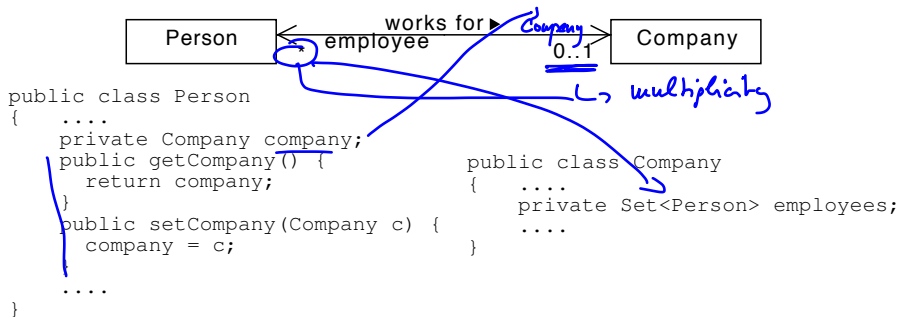 works for ▶ Company
Person * employee 0..1 Company
multiplicity
public class Person
{ ....
private Company company;
public getCompany() {
return company;
}
public setCompany(Company c) {
company = c;
}
....
}
public class Company
{ ....
private Set<Person> employees;
....
}